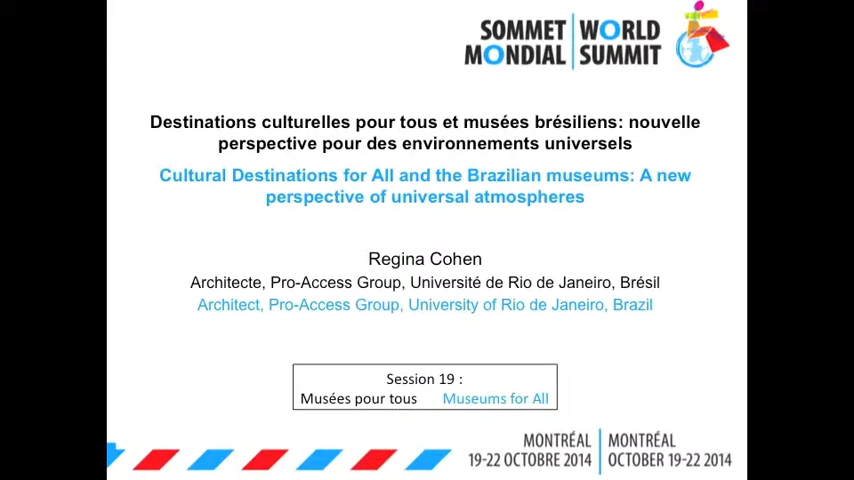 SOMMET MONDIAL
WORLD SUMMIT
Destinations culturelles pour tous et musées brésiliens: nouvelle
perspective pour des environnements universels
Cultural Destinations for All and the Brazilian museums: A new
perspective of universal atmospheres
Regina Cohen
Architecte, Pro-Access Group, Université de Rio de Janeiro, Brésil
Architect, Pro-Access Group, University of Rio de Janeiro, Brazil
Session 19 :
Musées pour tous Museums for All
MONTRÉAL
19-22 OCTOBRE 2014
MONTRÉAL
OCTOBER 19-22 2014